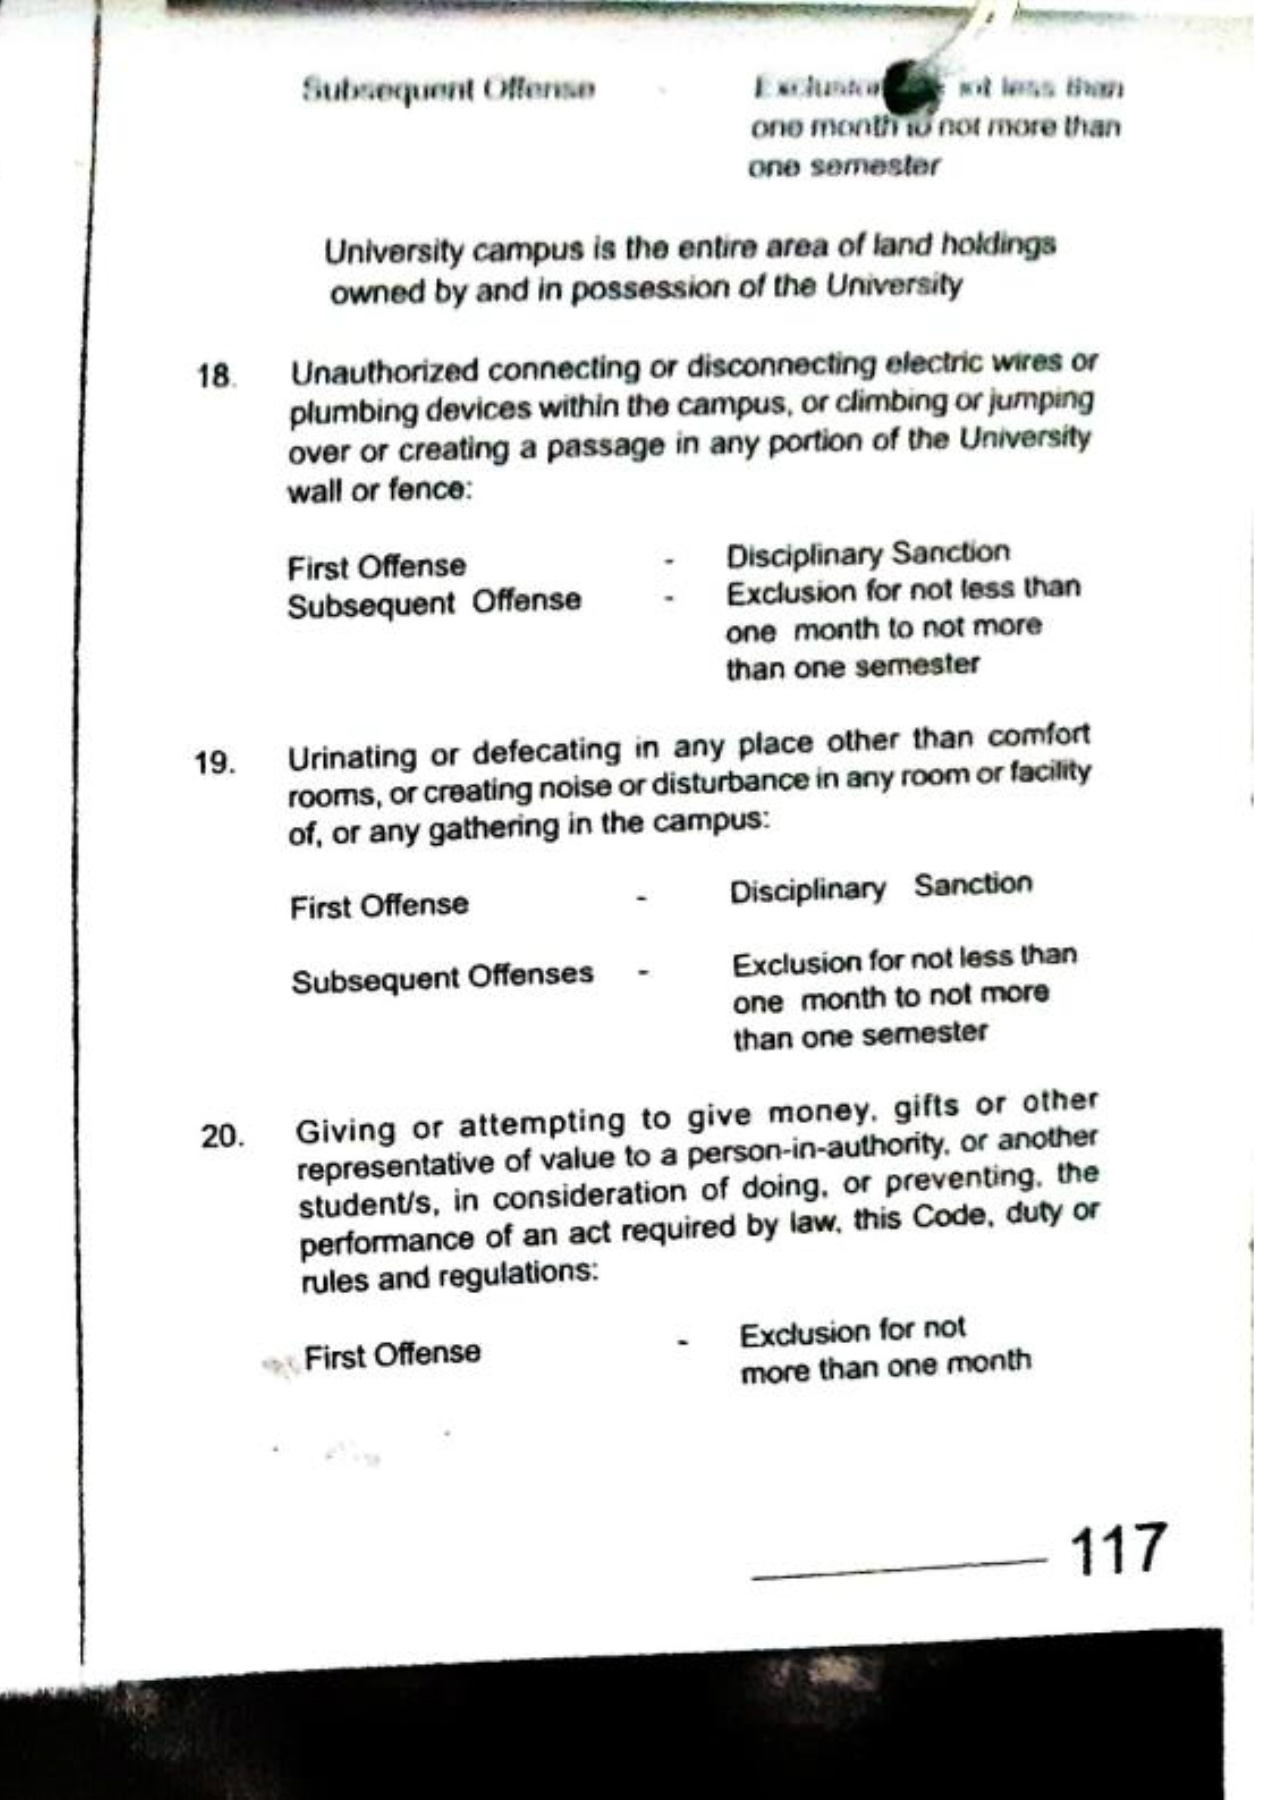 Subsequent Offense - Exclusion not less than
one month to not more than
one semester
University campus is the entire area of land holdings
owned by and in possession of the University
18. Unauthorized connecting or disconnecting electric wires or
plumbing devices within the campus, or climbing or jumping
over or creating a passage in any portion of the University
wall or fence:
First Offense - Disciplinary Sanction
Subsequent Offense - Exclusion for not less than
one month to not more
than one semester
19. Urinating or defecating in any place other than comfort
rooms, or creating noise or disturbance in any room or facility
of, or any gathering in the campus:
First Offense - Disciplinary Sanction
Subsequent Offenses - Exclusion for not less than
one month to not more
than one semester
20. Giving or attempting to give money, gifts or other
representative of value to a person-in-authority, or another
student/s, in consideration of doing, or preventing, the
performance of an act required by law, this Code, duty or
rules and regulations:
First Offense - Exclusion for not
more than one month
117